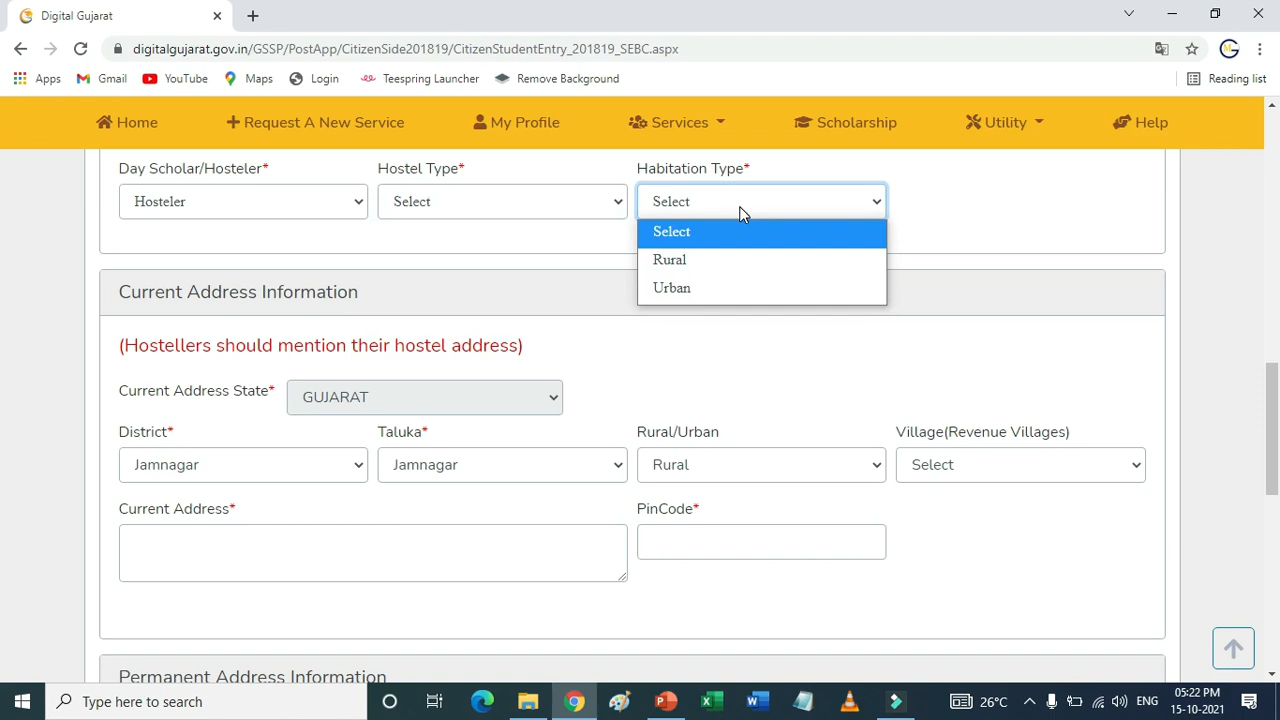 Digital Gujarat
digitalgujarat.gov.in/GSSP/PostApp/CitizenSide201819/CitizenStudentEntry_201819_SEBC.aspx
Apps Gmail YouTube Maps Login Teespring Launcher Remove Background Reading list
Home Request A New Service My Profile Services Scholarship Utility Help
Day Scholar/Hosteler* Hostel Type* Habitation Type*
Hosteler Select Select
Select
Rural
Urban
Current Address Information
(Hostellers should mention their hostel address)
Current Address State* GUJARAT
District* Taluka* Rural/Urban Village(Revenue Villages)
Jamnagar Jamnagar Rural Select
Current Address* PinCode*
Permanent Address Information
Type here to search 26°C ENG 05:22 PM
15-10-2021